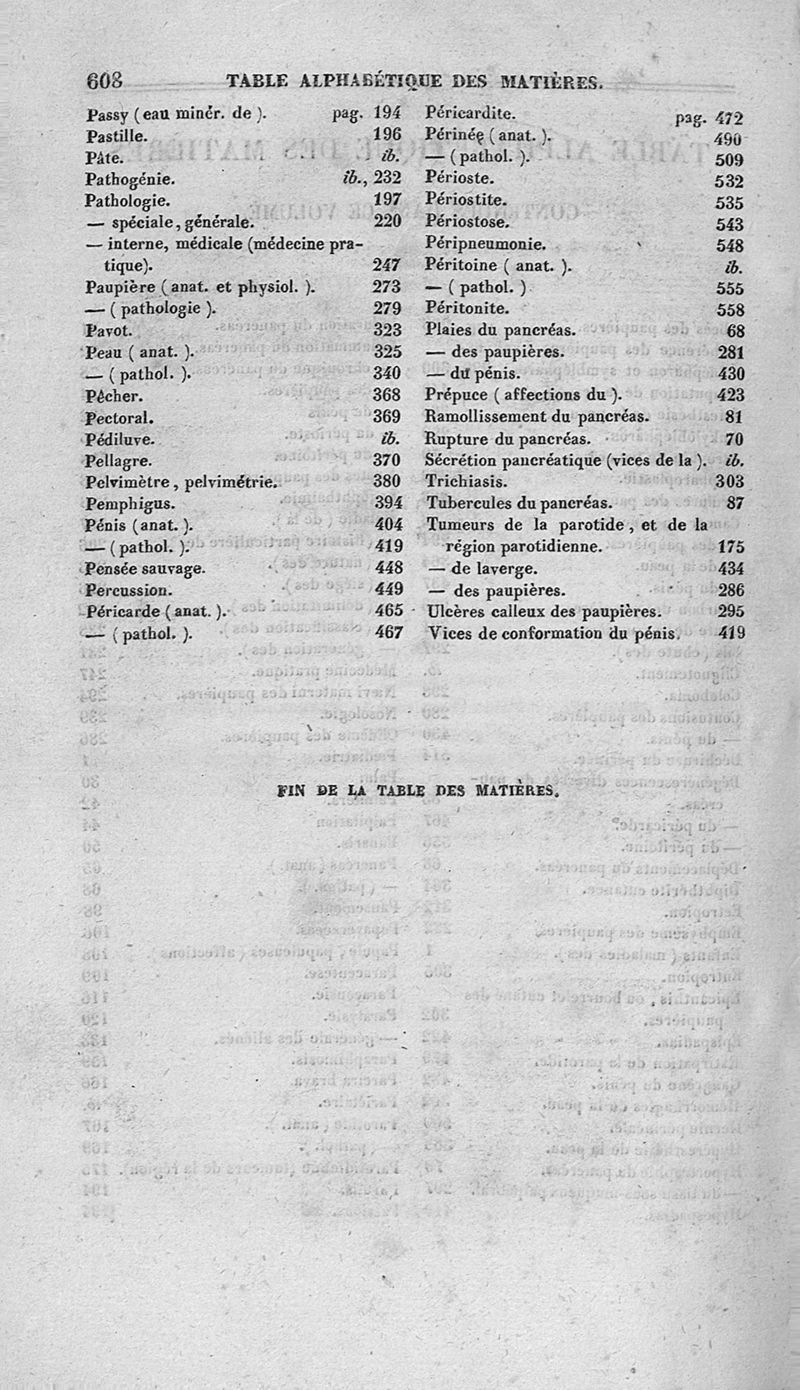 608 TABLE ALPHABÉTIQUE DES MATIÈRES.
Passy (eau minér. de ). pag. 194
Pastille. 196
Pâte. ib.
Pathogénie. ib., 232
Pathologie. 197
— spéciale, générale. 220
— interne, médicale (médecine pra-
tique). 247
Paupière (anat. et physiol. ). 273
— ( pathologie ). 279
Pavot. 323
Peau ( anat. ). 325
— ( pathol. ). 340
Pêcher. 368
Pectoral. 369
Pédiluve. ib.
Pellagre. 370
Pelvimètre, pelvimétrie. 380
Pemphigus. 394
Pénis (anat. ). 404
— ( pathol. ). 419
Pensée sauvage. 448
Percussion. 449
Péricarde ( anat. ). 465
— ( pathol. ). 467
Péricardite. pag. 472
Périnée ( anat. ). 490
— ( pathol. ). 509
Périoste. 532
Périostite. 535
Périostose. 543
Péripneumonie. 548
Péritoine ( anat. ). ib.
— ( pathol. ) 555
Péritonite. 558
Plaies du pancréas. 68
— des paupières. 281
— du pénis. 430
Prépuce ( affections du ). 423
Ramollissement du pancréas. 81
Rupture du pancréas. 70
Sécrétion pancréatique (vices de la ). ib.
Trichiasis. 303
Tubercules du pancréas. 87
Tumeurs de la parotide, et de la
région parotidienne. 175
— de laverge. 434
— des paupières. 286
Ulcères calleux des paupières. 295
Vices de conformation du pénis. 419
FIN DE LA TABLE DES MATIÈRES.